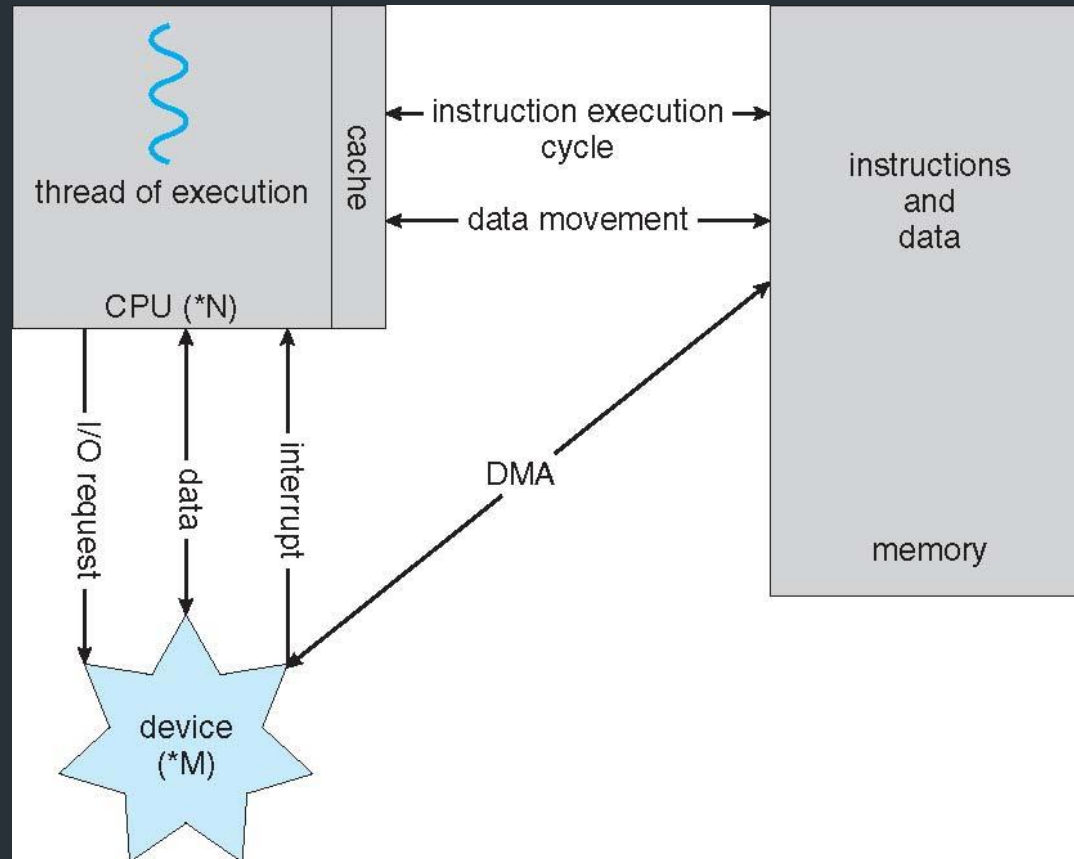 thread of execution
cache
CPU (*N)
instruction execution
cycle
data movement
instructions
and
data
memory
I/O request
data
interrupt
DMA
device
(*M)